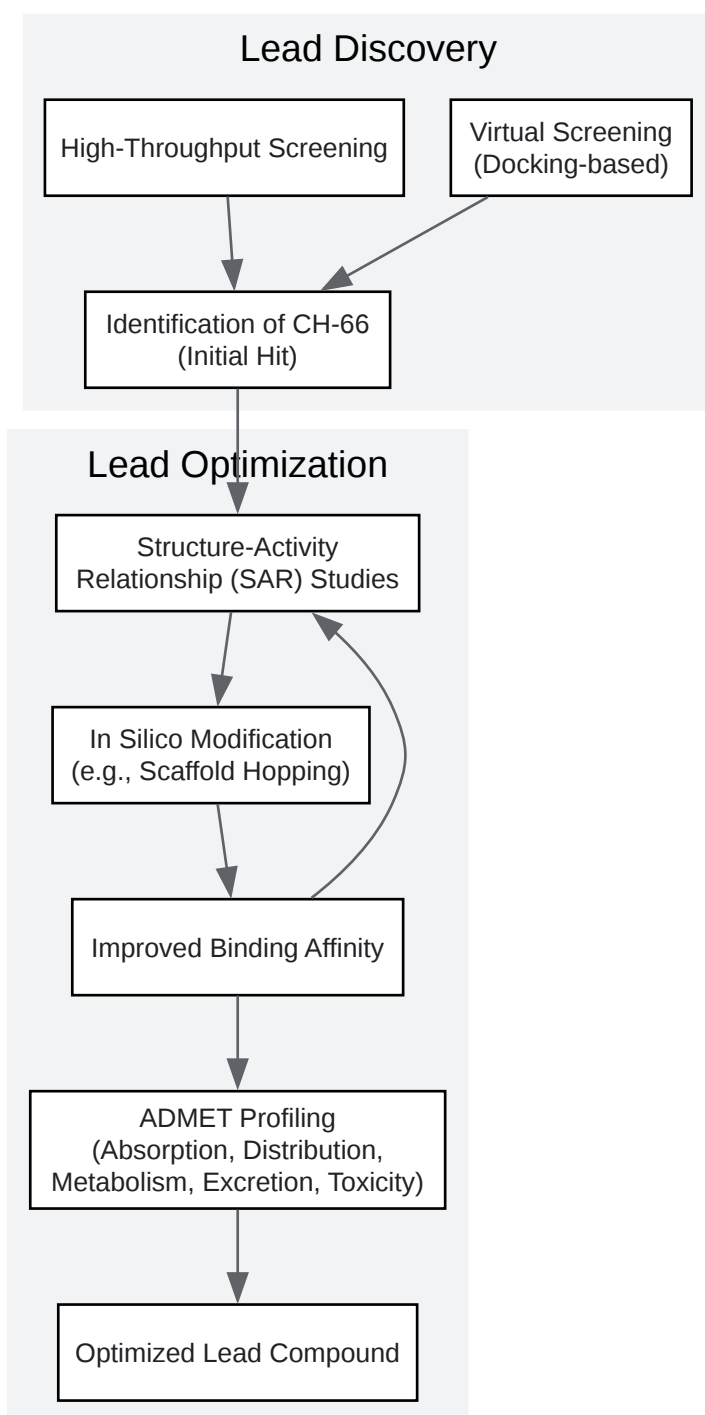 Lead Discovery
High-Throughput Screening
Virtual Screening
(Docking-based)
Identification of CH-66
(Initial Hit)
Lead Optimization
Structure-Activity
Relationship (SAR) Studies
In Silico Modification
(e.g., Scaffold Hopping)
Improved Binding Affinity
ADMET Profiling
(Absorption, Distribution,
Metabolism, Excretion, Toxicity)
Optimized Lead Compound